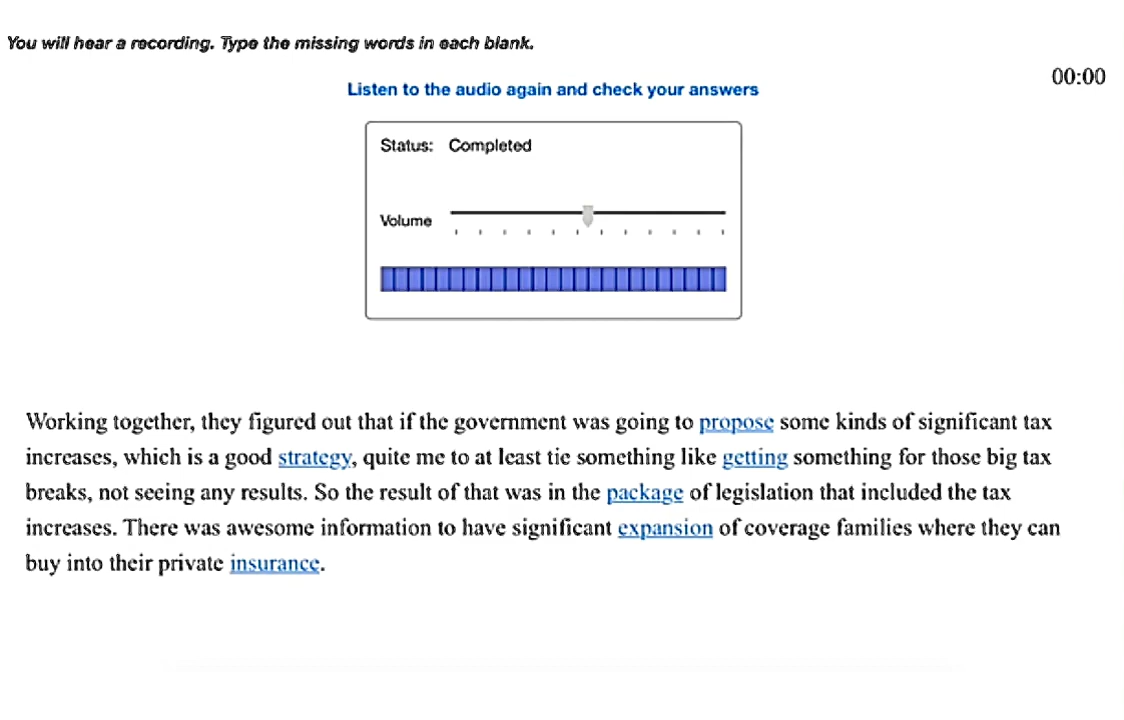 You will hear a recording. Type the missing words in each blank.
00:00
Listen to the audio again and check your answers
Status: Completed
Volume
Working together, they figured out that if the government was going to propose some kinds of significant tax
increases, which is a good strategy, quite me to at least tie something like getting something for those big tax
breaks, not seeing any results. So the result of that was in the package of legislation that included the tax
increases. There was awesome information to have significant expansion of coverage families where they can
buy into their private insurance.